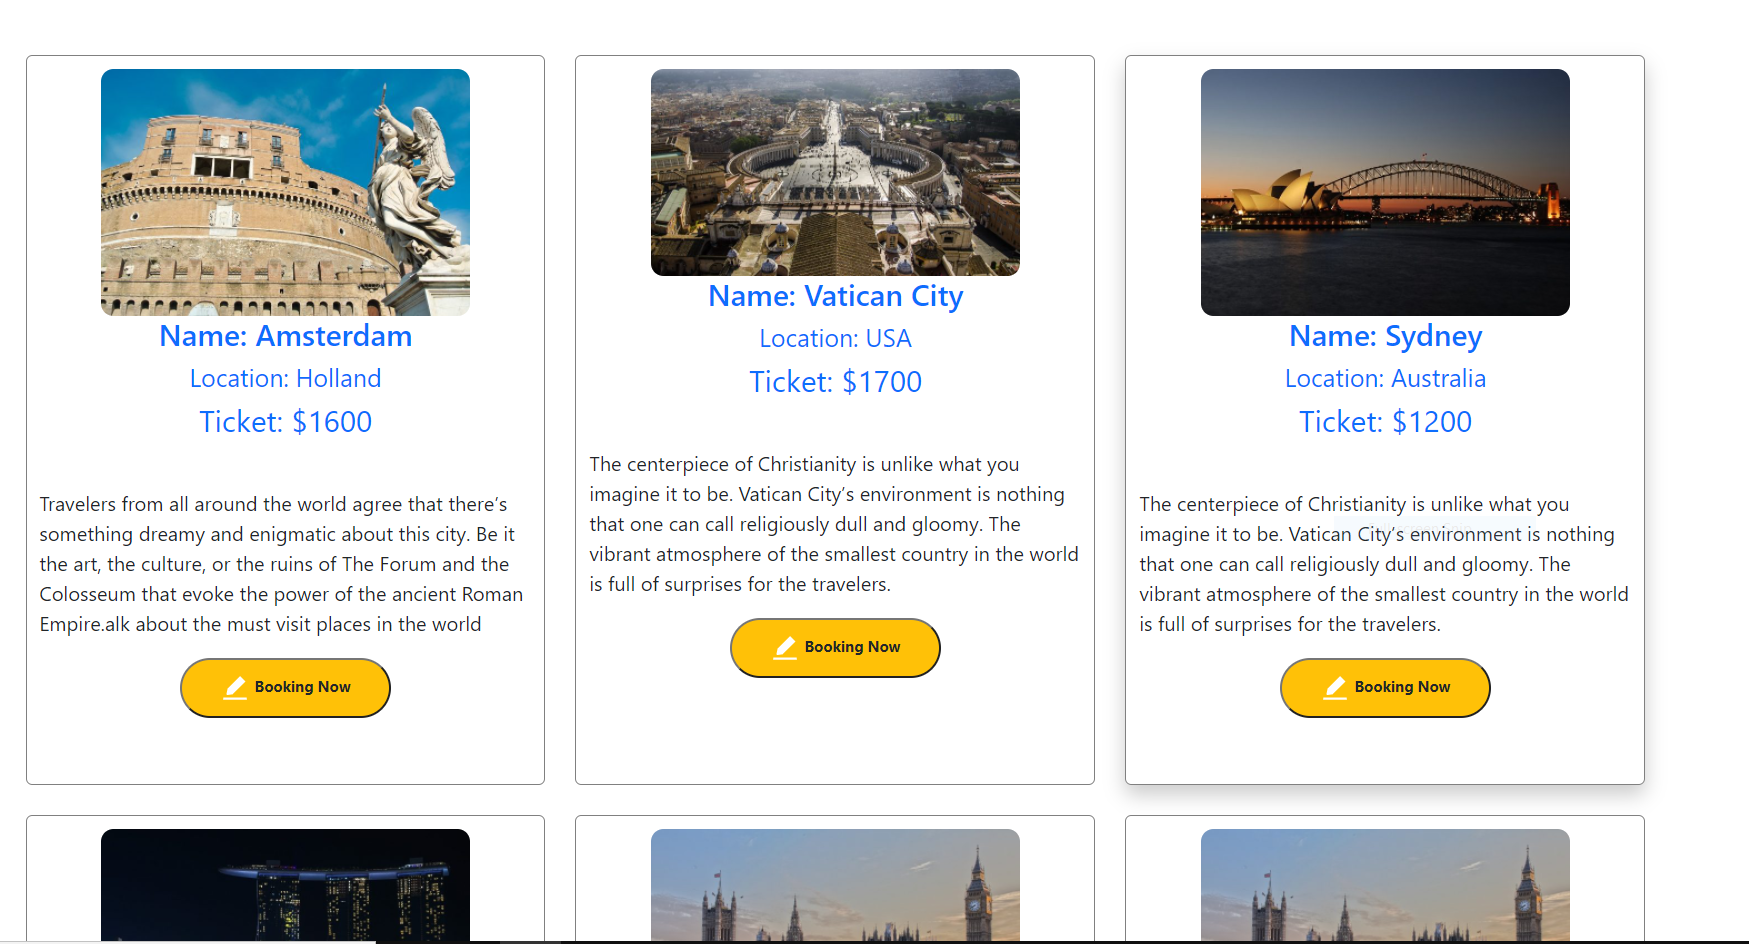 Name: Amsterdam
Location: Holland
Ticket: $1600
Travelers from all around the world agree that there’s
something dreamy and enigmatic about this city. Be it
the art, the culture, or the ruins of The Forum and the
Colosseum that evoke the power of the ancient Roman
Empire.alk about the must visit places in the world
Booking Now
Name: Vatican City
Location: USA
Ticket: $1700
The centerpiece of Christianity is unlike what you
imagine it to be. Vatican City’s environment is nothing
that one can call religiously dull and gloomy. The
vibrant atmosphere of the smallest country in the world
is full of surprises for the travelers.
Booking Now
Name: Sydney
Location: Australia
Ticket: $1200
The centerpiece of Christianity is unlike what you
imagine it to be. Vatican City’s environment is nothing
that one can call religiously dull and gloomy. The
vibrant atmosphere of the smallest country in the world
is full of surprises for the travelers.
Booking Now